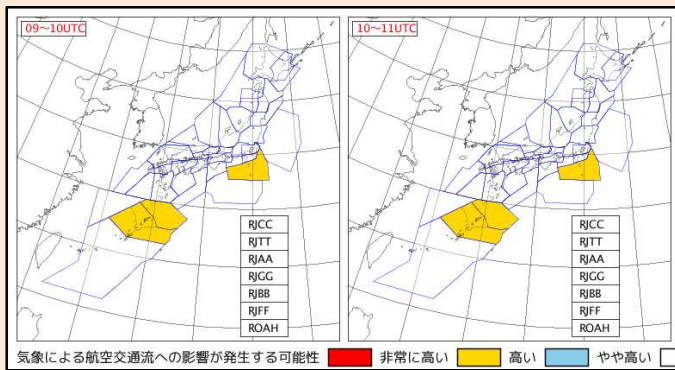 09～10UTC
RJCC
RJTT
RJAA
RJGG
RJBB
RJFF
ROAH
10～11UTC
RJCC
RJTT
RJAA
RJGG
RJBB
RJFF
ROAH
気象による航空交通流への影響が発生する可能性 非常に高い 高い やや高い